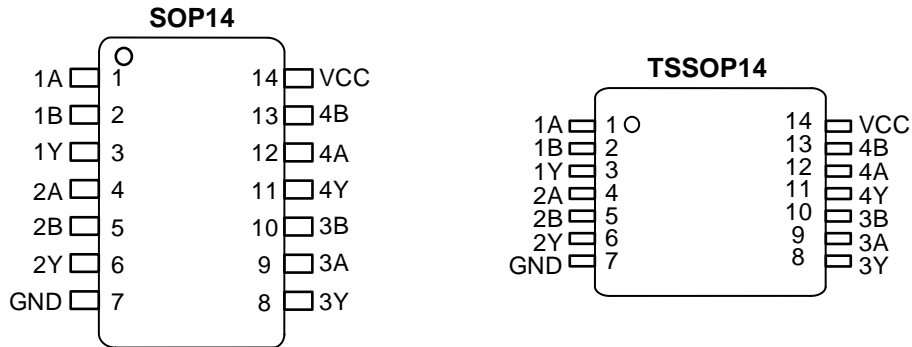 SOP14
1A 1 14 VCC
1B 2 13 4B
1Y 3 12 4A
2A 4 11 4Y
2B 5 10 3B
2Y 6 9 3A
GND 7 8 3Y
TSSOP14
1A 1 14 VCC
1B 2 13 4B
1Y 3 12 4A
2A 4 11 4Y
2B 5 10 3B
2Y 6 9 3A
GND 7 8 3Y